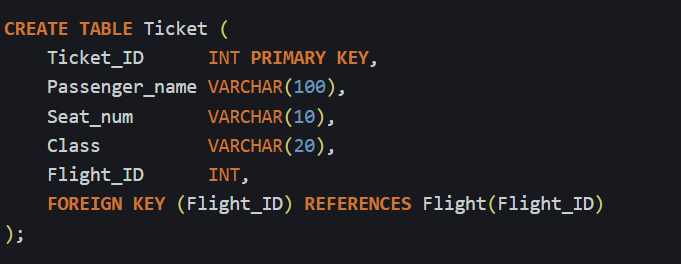 CREATE TABLE Ticket (
    Ticket_ID      INT PRIMARY KEY,
    Passenger_name VARCHAR(100),
    Seat_num       VARCHAR(10),
    Class          VARCHAR(20),
    Flight_ID      INT,
    FOREIGN KEY (Flight_ID) REFERENCES Flight(Flight_ID)
);